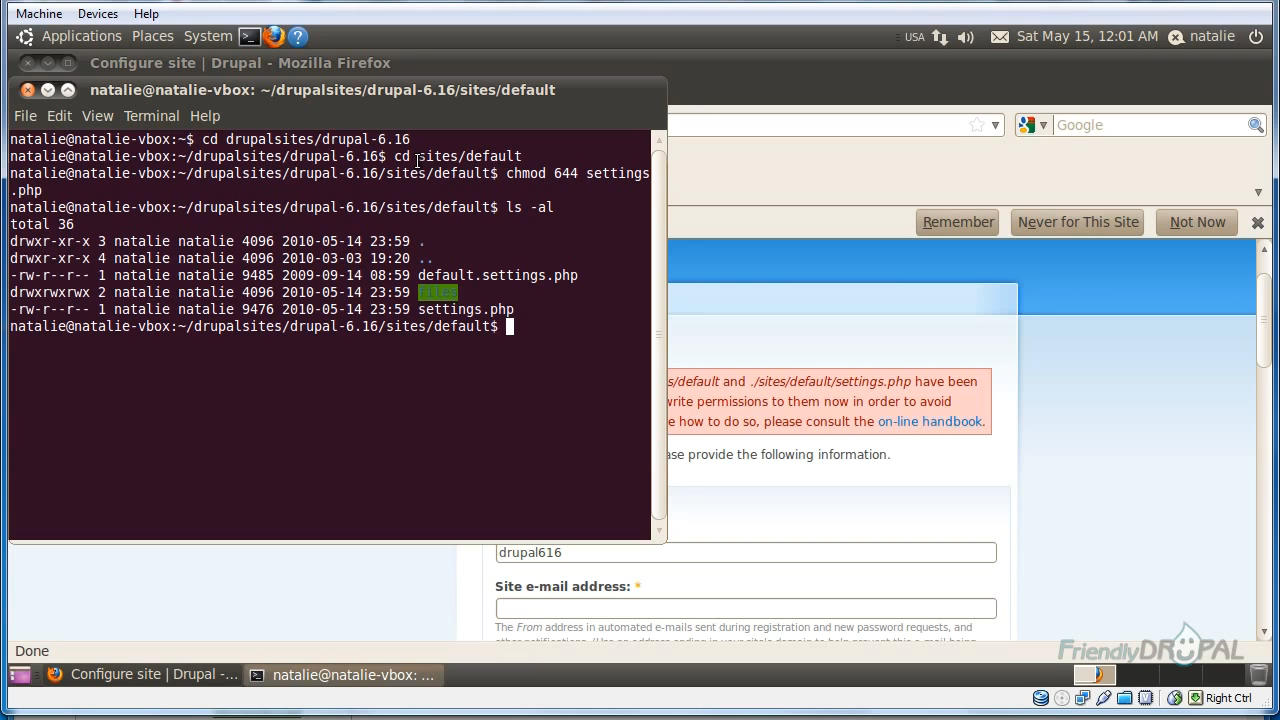 Machine Devices Help
Applications Places System USA Sat May 15, 12:01 AM natalie
Configure site | Drupal - Mozilla Firefox
natalie@natalie-vbox: ~/drupalsites/drupal-6.16/sites/default
File Edit View Terminal Help
Google
natalie@natalie-vbox:~$ cd drupalsites/drupal-6.16
natalie@natalie-vbox:~/drupalsites/drupal-6.16$ cd sites/default
natalie@natalie-vbox:~/drupalsites/drupal-6.16/sites/default$ chmod 644 settings
.php
natalie@natalie-vbox:~/drupalsites/drupal-6.16/sites/default$ ls -al
total 36
drwxr-xr-x 3 natalie natalie 4096 2010-05-14 23:59 .
drwxr-xr-x 4 natalie natalie 4096 2010-03-03 19:20 ..
-rw-r--r-- 1 natalie natalie 9485 2009-09-14 08:59 default.settings.php
drwxrwxrwx 2 natalie natalie 4096 2010-05-14 23:59 files
-rw-r--r-- 1 natalie natalie 9476 2010-05-14 23:59 settings.php
natalie@natalie-vbox:~/drupalsites/drupal-6.16/sites/default$
Remember Never for This Site Not Now
s/default and ./sites/default/settings.php have been
write permissions to them now in order to avoid
e how to do so, please consult the on-line handbook.
ase provide the following information.
drupal616
Site e-mail address: *
The From address in automated e-mails sent during registration and new password requests, and
Done
FriendlyDRUPAL
Configure site | Drupal -...
natalie@natalie-vbox: ...
Right Ctrl